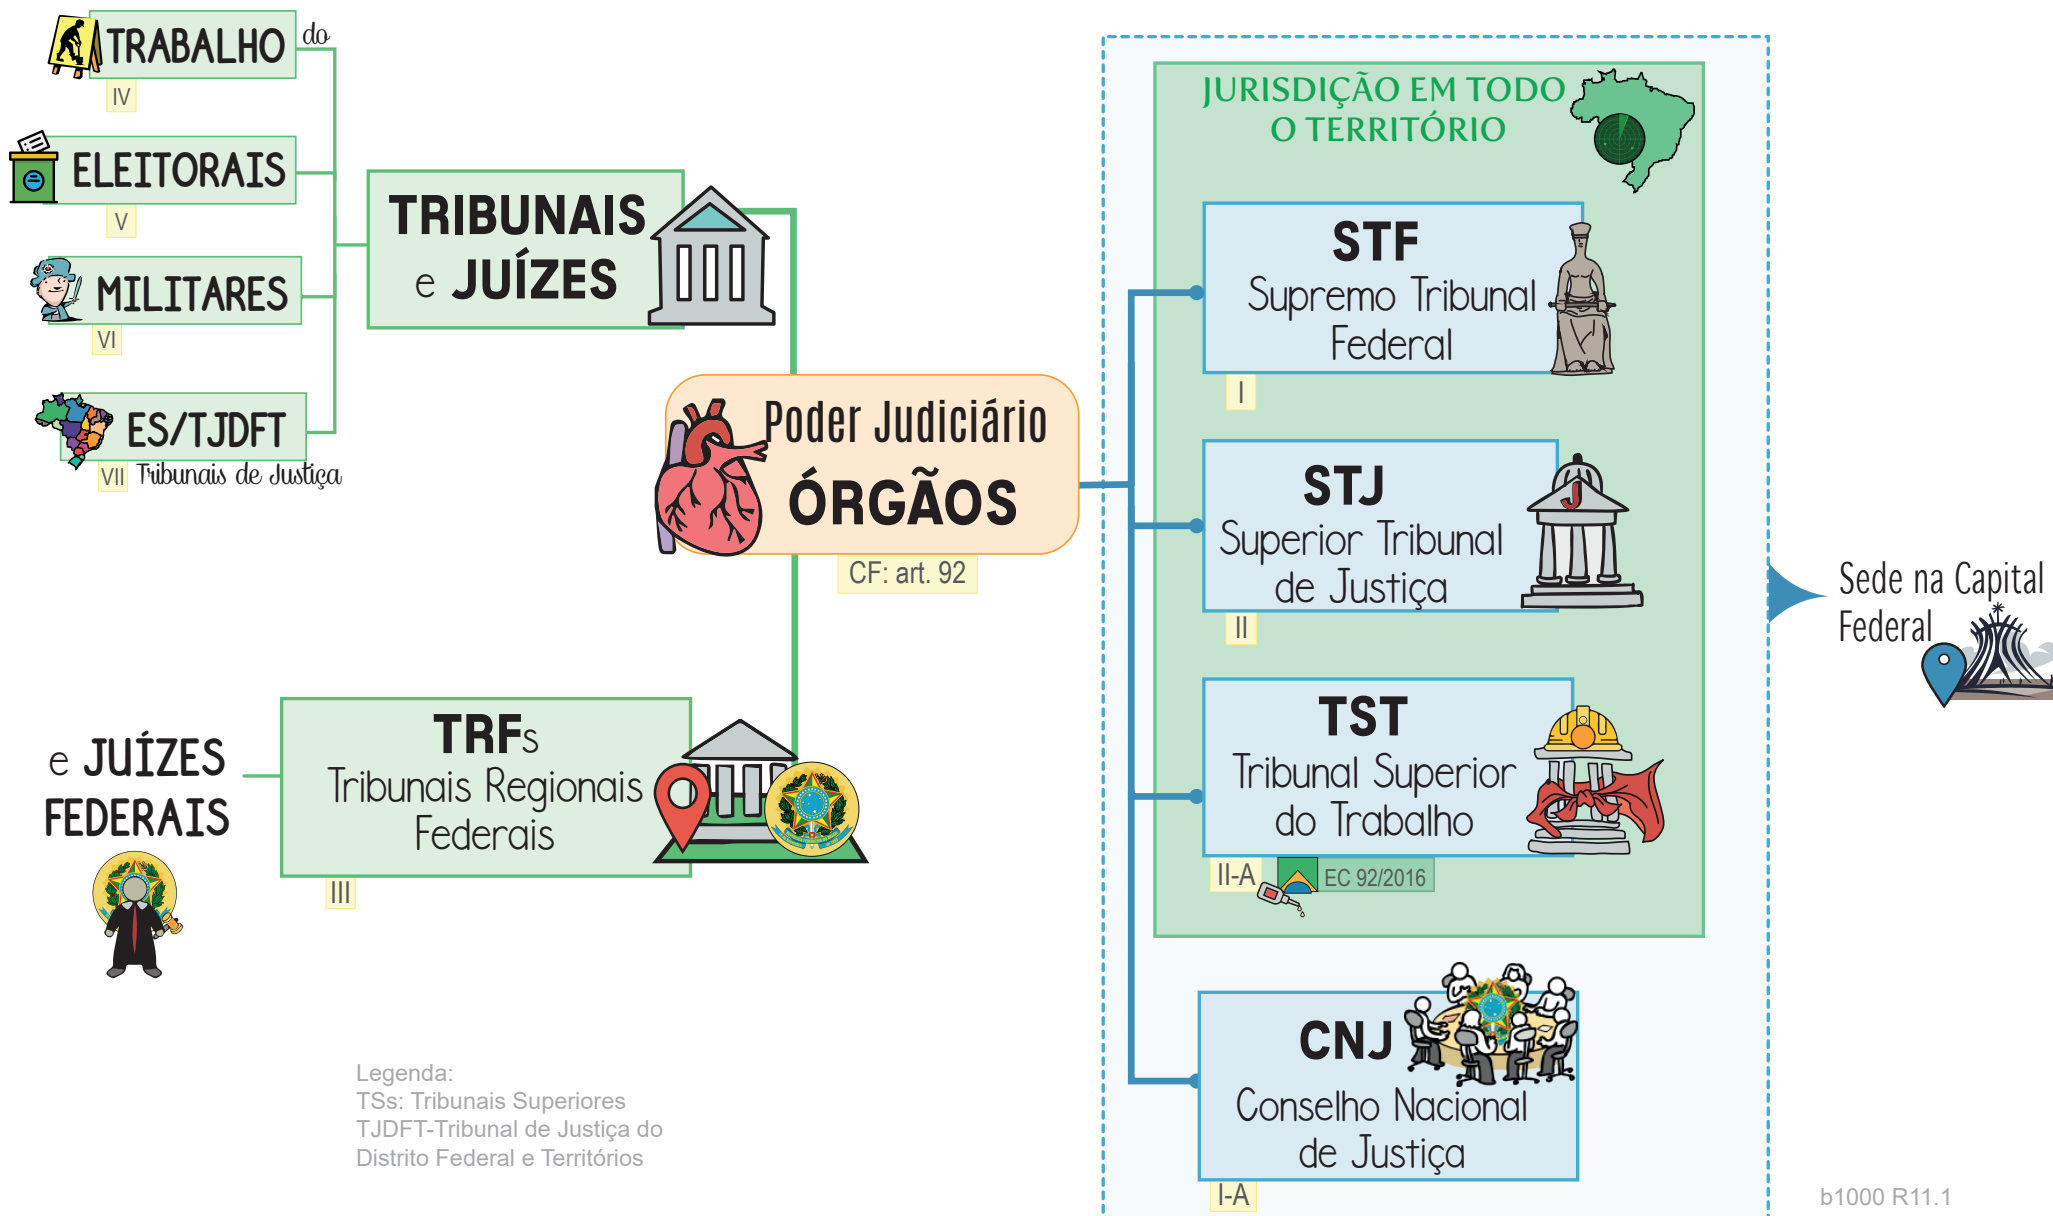 TRABALHO do
IV
ELEITORAIS
V
MILITARES
VI
ES/TJDFT
VII Tribunais de Justiça
TRIBUNAIS
e JUÍZES
Poder Judiciário
ÓRGÃOS
CF: art. 92
e JUÍZES
FEDERAIS
TRFs
Tribunais Regionais
Federais
III
JURISDIÇÃO EM TODO
O TERRITÓRIO
STF
Supremo Tribunal
Federal
I
STJ
Superior Tribunal
de Justiça
J
II
TST
Tribunal Superior
do Trabalho
II-A
EC 92/2016
CNJ
Conselho Nacional
de Justiça
I-A
Sede na Capital
Federal
Legenda:
TSs: Tribunais Superiores
TJDFT-Tribunal de Justiça do
Distrito Federal e Territórios
b1000 R11.1